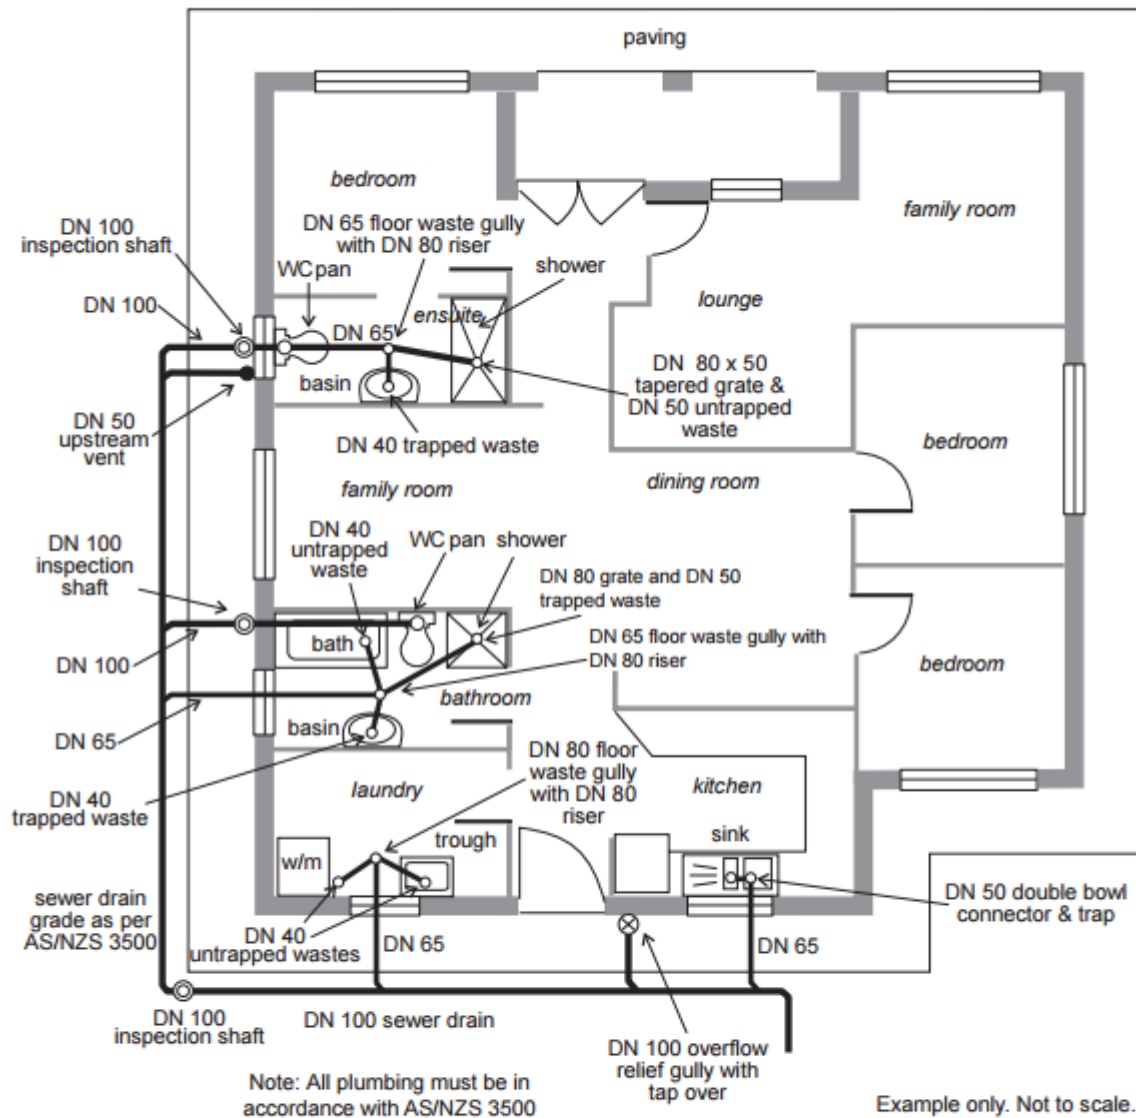 paving
bedroom
DN 65 floor waste gully
with DN 80 riser
family room
DN 100
inspection shaft
WC pan
shower
DN 100
ensuite
lounge
DN 65
basin
DN 80 x 50
tapered grate &
DN 50 untrapped
waste
DN 50
upstream
vent
DN 40 trapped waste
bedroom
family room
dining room
DN 40
untrapped
waste
WC pan
shower
DN 100
inspection
shaft
DN 80 grate and DN 50
trapped waste
bath
DN 65 floor waste gully with
DN 80 riser
DN 100
bedroom
bathroom
basin
DN 65
DN 80 floor
waste gully
with DN 80
riser
laundry
kitchen
DN 40
trapped waste
trough
sink
w/m
sewer drain
grade as per
AS/NZS 3500
DN 50 double bowl
connector & trap
DN 40
untrapped wastes
DN 65
DN 65
DN 100
inspection shaft
DN 100 sewer drain
DN 100 overflow
relief gully with
tap over
Note: All plumbing must be in
accordance with AS/NZS 3500
Example only. Not to scale.